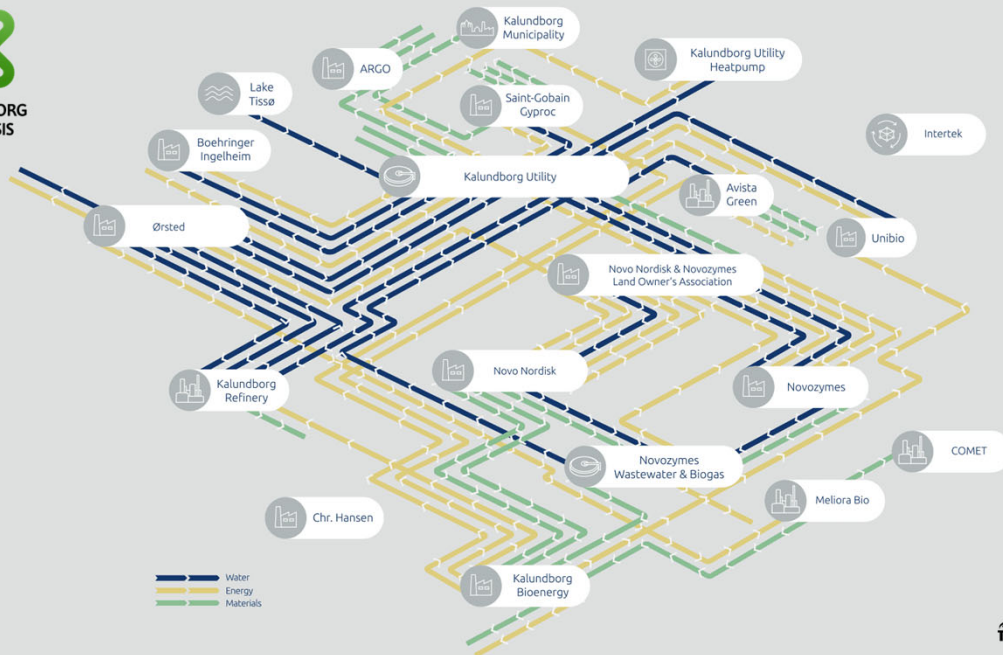 Kalundborg
Municipality
ARGO
Kalundborg Utility
Heatpump
Lake
Tissø
Saint-Gobain
Gyproc
ORG
SIS
Intertek
Boehringer
Ingelheim
Kalundborg Utility
Avista
Green
Ørsted
Unibio
Novo Nordisk & Novozymes
Land Owner's Association
Kalundborg
Refinery
Novo Nordisk
Novozymes
COMET
Novozymes
Wastewater & Biogas
Meliora Bio
Chr. Hansen
Kalundborg
Bioenergy
Water
Energy
Materials